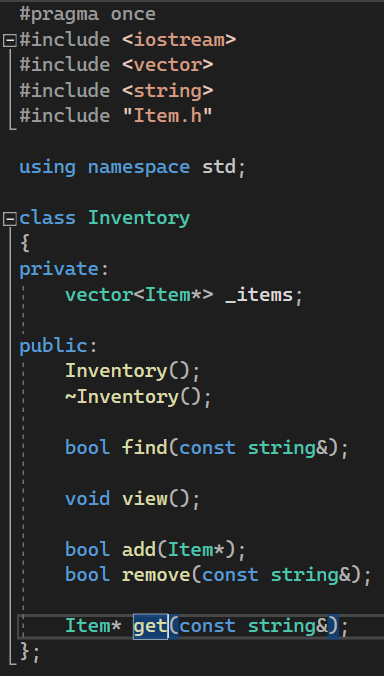 #pragma once
#include <iostream>
#include <vector>
#include <string>
#include "Item.h"
using namespace std;
class Inventory
{
private:
vector<Item*> _items;
public:
Inventory();
~Inventory();
bool find(const string&);
void view();
bool add(Item*);
bool remove(const string&);
Item* get(const string&);
};